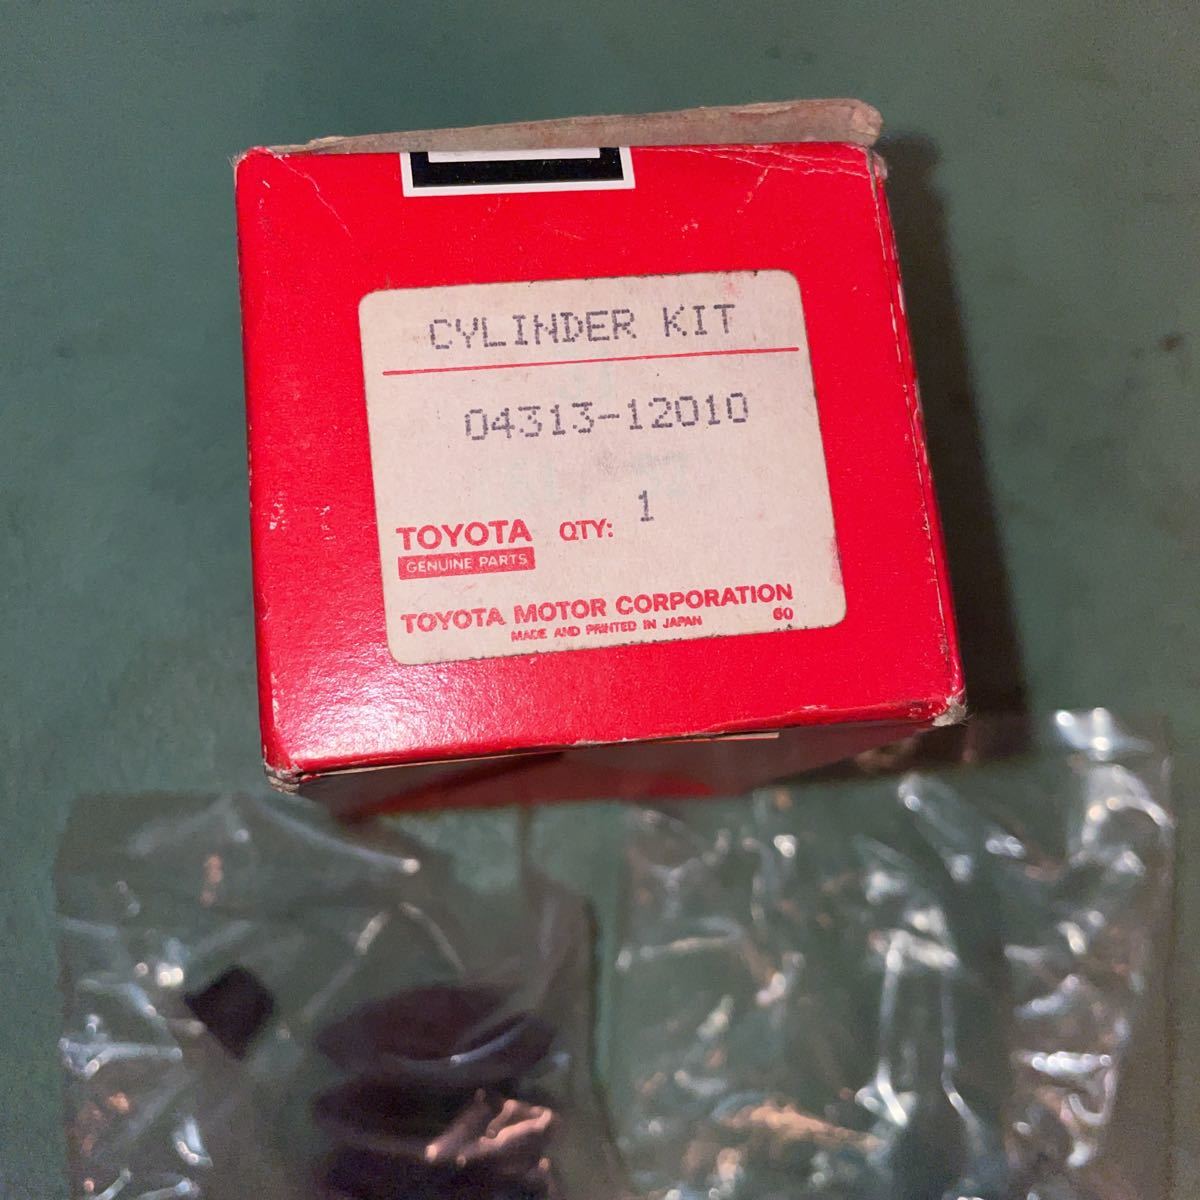 CYLINDER KIT
04313-12010
1
TOYOTA QTY:
GENUINE PARTS
TOYOTA MOTOR CORPORATION
MADE AND PRINTED IN JAPAN 60